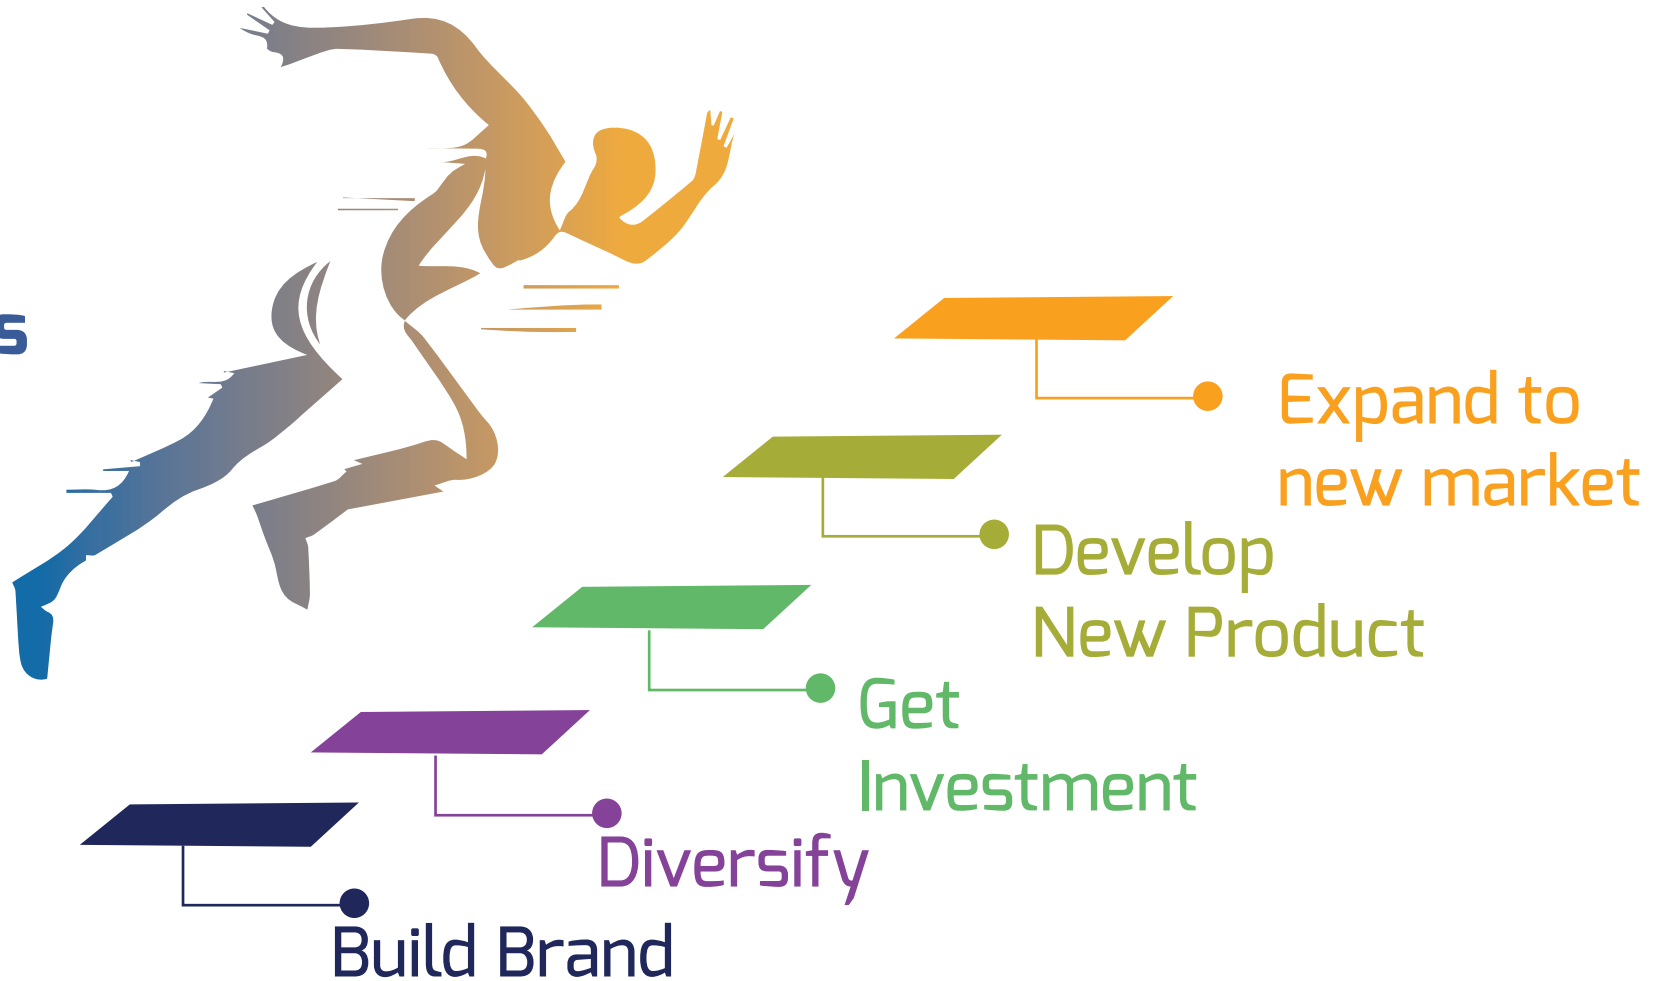 s
Expand to
new market
Develop
New Product
Get
Investment
Diversify
Build Brand